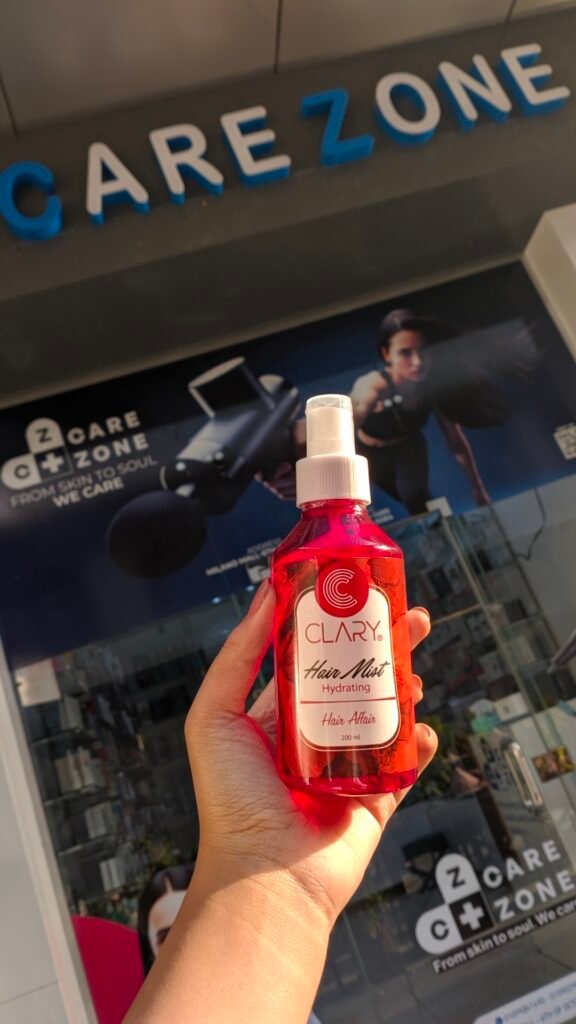 CARE ZONE
Z CARE
C + ZONE
FROM SKIN TO SOUL
WE CARE
ADDRESS
CLARY®
Hair Mist
Hydrating
Hair Affair
200 ml
Z CARE
C + ZONE
From skin to soul. We care